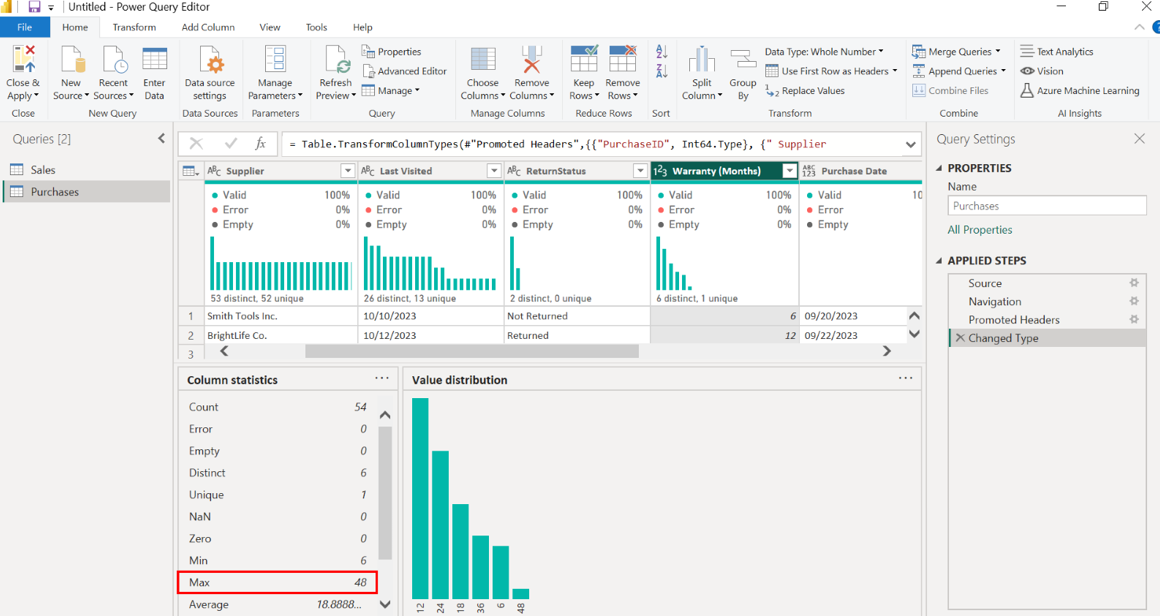 Untitled - Power Query Editor
File Home Transform Add Column View Tools Help
Close & Apply
New Source
Recent Sources
Enter Data
Data source settings
Manage Parameters
Refresh Preview
Properties
Advanced Editor
Manage
Choose Columns
Remove Columns
Keep Rows
Remove Rows
Split Column
Group By
Data Type: Whole Number
Use First Row as Headers
Replace Values
Merge Queries
Append Queries
Combine Files
Text Analytics
Vision
Azure Machine Learning
Close New Query Data Sources Parameters Query Manage Columns Reduce Rows Sort Transform Combine AI Insights
Queries [2]
Sales
Purchases
fx = Table.TransformColumnTypes(#"Promoted Headers",{{"PurchaseID", Int64.Type}, {" Supplier
ABC Supplier ABC Last Visited ABC ReturnStatus 123 Warranty (Months) ABC 123 Purchase Date
Valid 100% Valid 100% Valid 100% Valid 100% Valid 10
Error 0% Error 0% Error 0% Error 0% Error
Empty 0% Empty 0% Empty 0% Empty 0% Empty
53 distinct, 52 unique 26 distinct, 13 unique 2 distinct, 0 unique 6 distinct, 1 unique
1 Smith Tools Inc. 10/10/2023 Not Returned 6 09/20/2023
2 BrightLife Co. 10/12/2023 Returned 12 09/22/2023
3
Column statistics
Count 54
Error 0
Empty 0
Distinct 6
Unique 1
NaN 0
Zero 0
Min 6
Max 48
Average 18.8888...
Value distribution
12 24 18 36 6 48
Query Settings
PROPERTIES
Name
Purchases
All Properties
APPLIED STEPS
Source
Navigation
Promoted Headers
Changed Type